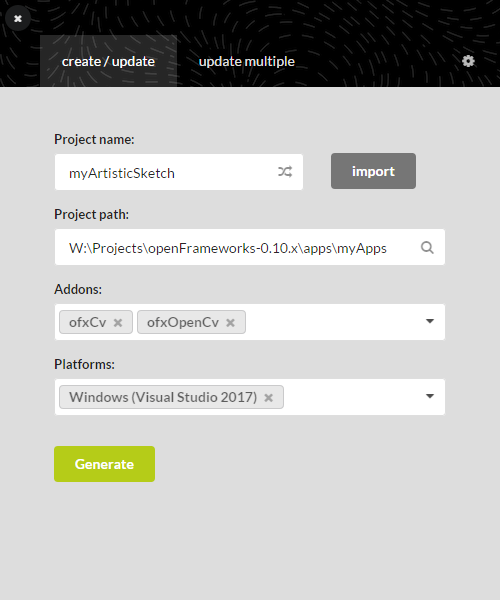 create / update
update multiple
Project name:
myArtisticSketch
import
Project path:
W:\Projects\openFrameworks-0.10.x\apps\myApps
Addons:
ofxCv
ofxOpenCv
Platforms:
Windows (Visual Studio 2017)
Generate